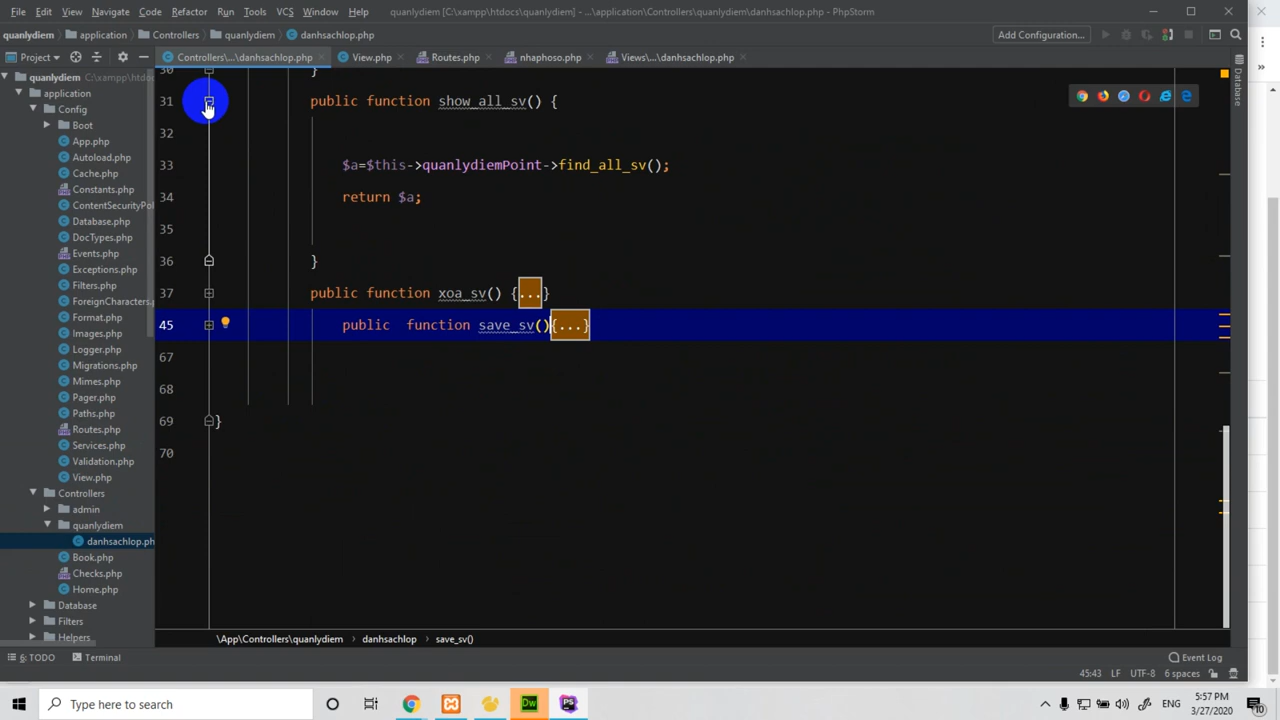 File Edit View Navigate Code Refactor Run Tools VCS Window Help quanlydiem [C:\xampp\htdocs\quanlydiem] - ...\application\Controllers\quanlydiem\danhsachlop.php - PhpStorm
quanlydiem application Controllers quanlydiem danhsachlop.php Add Configuration...
Project Controllers\...\danhsachlop.php View.php Routes.php nhaphoso.php Views\...\danhsachlop.php
quanlydiem C:\xampp\htdocs\quanlydiem
application
Config
Boot
App.php
Autoload.php
Cache.php
Constants.php
ContentSecurityPol
Database.php
DocTypes.php
Events.php
Exceptions.php
Filters.php
ForeignCharacters.
Format.php
Images.php
Logger.php
Migrations.php
Mimes.php
Pager.php
Paths.php
Routes.php
Services.php
Validation.php
View.php
Controllers
admin
quanlydiem
danhsachlop.ph
Book.php
Checks.php
Home.php
Database
Filters
Helpers
30 }
31 public function show_all_sv() {
32
33 $a=$this->quanlydiemPoint->find_all_sv();
34 return $a;
35
36 }
37 public function xoa_sv() {...}
45 public function save_sv(){...}
67
68
69 }
70
Database
\App\Controllers\quanlydiem danhsachlop save_sv()
6: TODO Terminal Event Log
45:43 LF UTF-8 6 spaces
Type here to search
Dw
PS
ENG
5:57 PM
3/27/2020
10